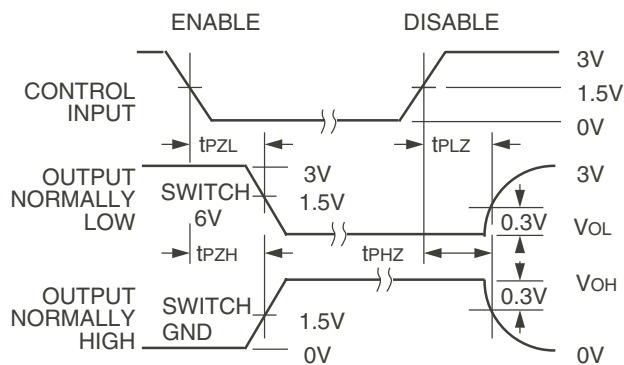 ENABLE DISABLE
3V
CONTROL INPUT 1.5V
0V
tPZL tPLZ
OUTPUT NORMALLY LOW
SWITCH 6V
3V
1.5V
3V
0.3V VOL
tPZH tPHZ
VOH
0.3V
OUTPUT NORMALLY HIGH
SWITCH GND
1.5V
0V
0V